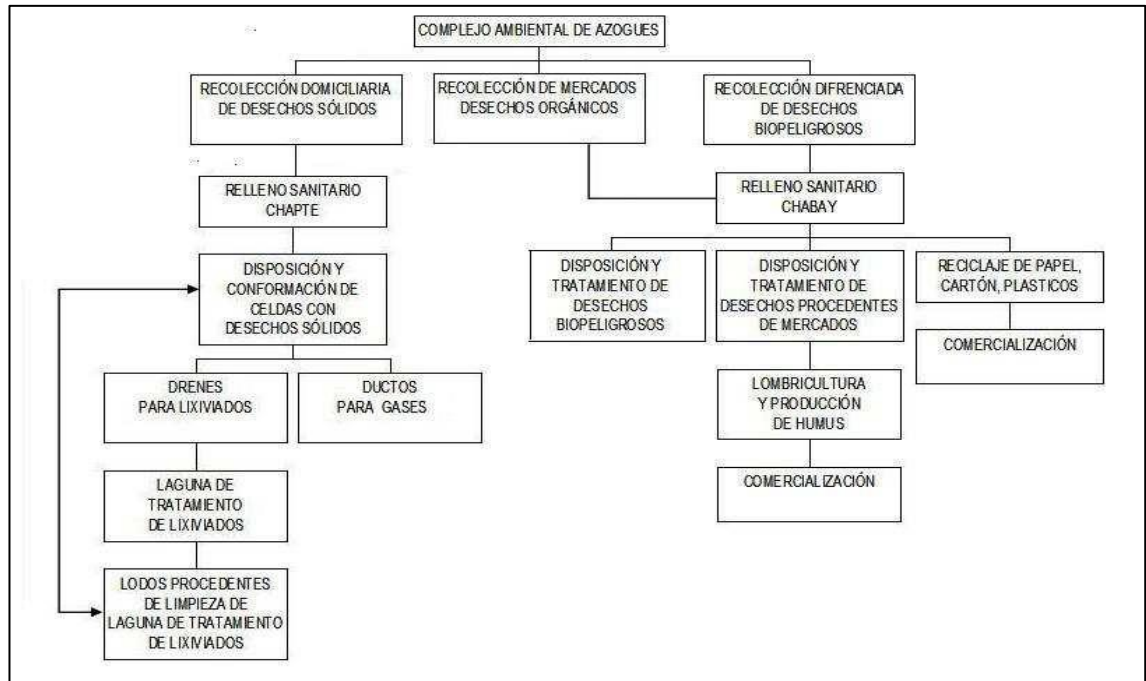 COMPLEJO AMBIENTAL DE AZOGUES
RECOLECCIÓN DOMICILIARIA
DE DESECHOS SÓLIDOS
RECOLECCIÓN DE MERCADOS
DESECHOS ORGÁNICOS
RECOLECCIÓN DIFRENCIADA
DE DESECHOS
BIOPELIGROSOS
RELLENO SANITARIO
CHAPTE
RELLENO SANITARIO
CHABAY
DISPOSICIÓN Y
CONFORMACIÓN DE
CELDAS CON
DESECHOS SÓLIDOS
DISPOSICIÓN Y
TRATAMIENTO DE
DESECHOS
BIOPELIGROSOS
DISPOSICIÓN Y
TRATAMIENTO DE
DESECHOS PROCEDENTES
DE MERCADOS
RECICLAJE DE PAPEL,
CARTÓN, PLASTICOS
COMERCIALIZACIÓN
DRENES
PARA LIXIVIADOS
DUCTOS
PARA GASES
LOMBRICULTURA
Y PRODUCCIÓN
DE HUMUS
LAGUNA DE
TRATAMIENTO
DE LIXIVIADOS
COMERCIALIZACIÓN
LODOS PROCEDENTES
DE LIMPIEZA DE
LAGUNA DE TRATAMIENTO
DE LIXIVIADOS